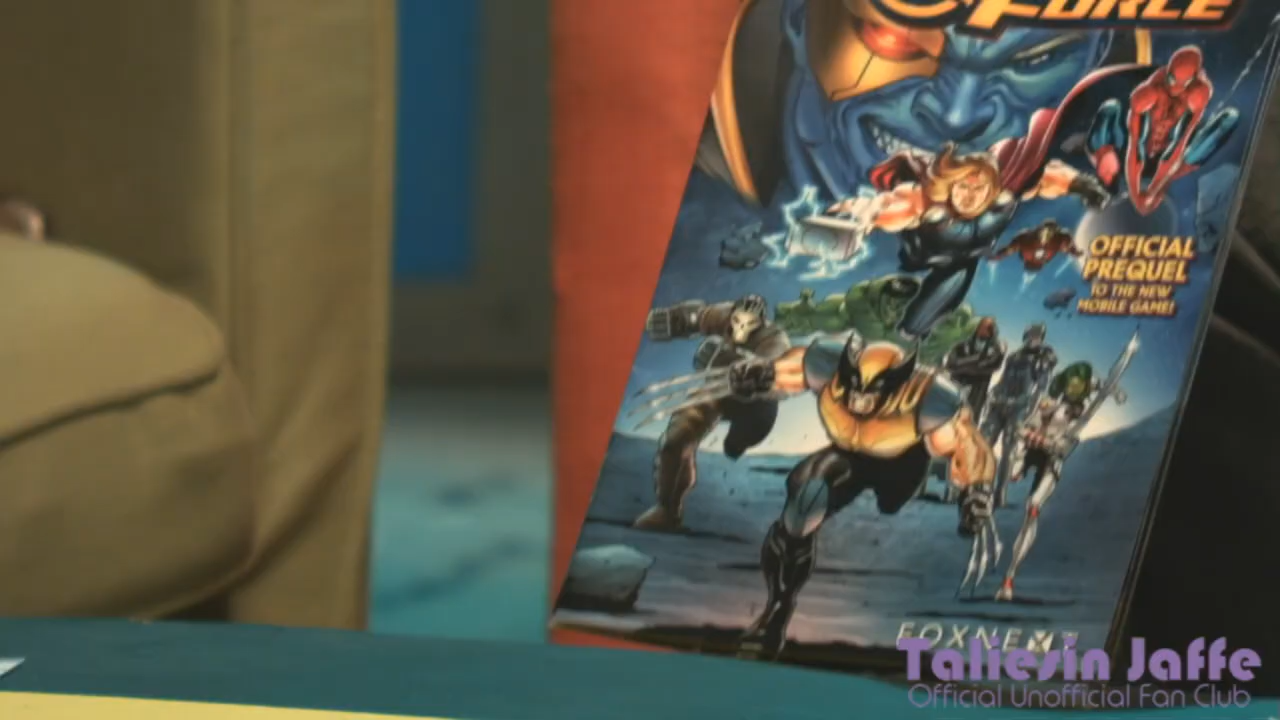 FORCE
OFFICIAL
PREQUEL
TO THE NEW
MOBILE GAME!
FOXNEXT
Taliesin Jaffe
Official Unofficial Fan Club